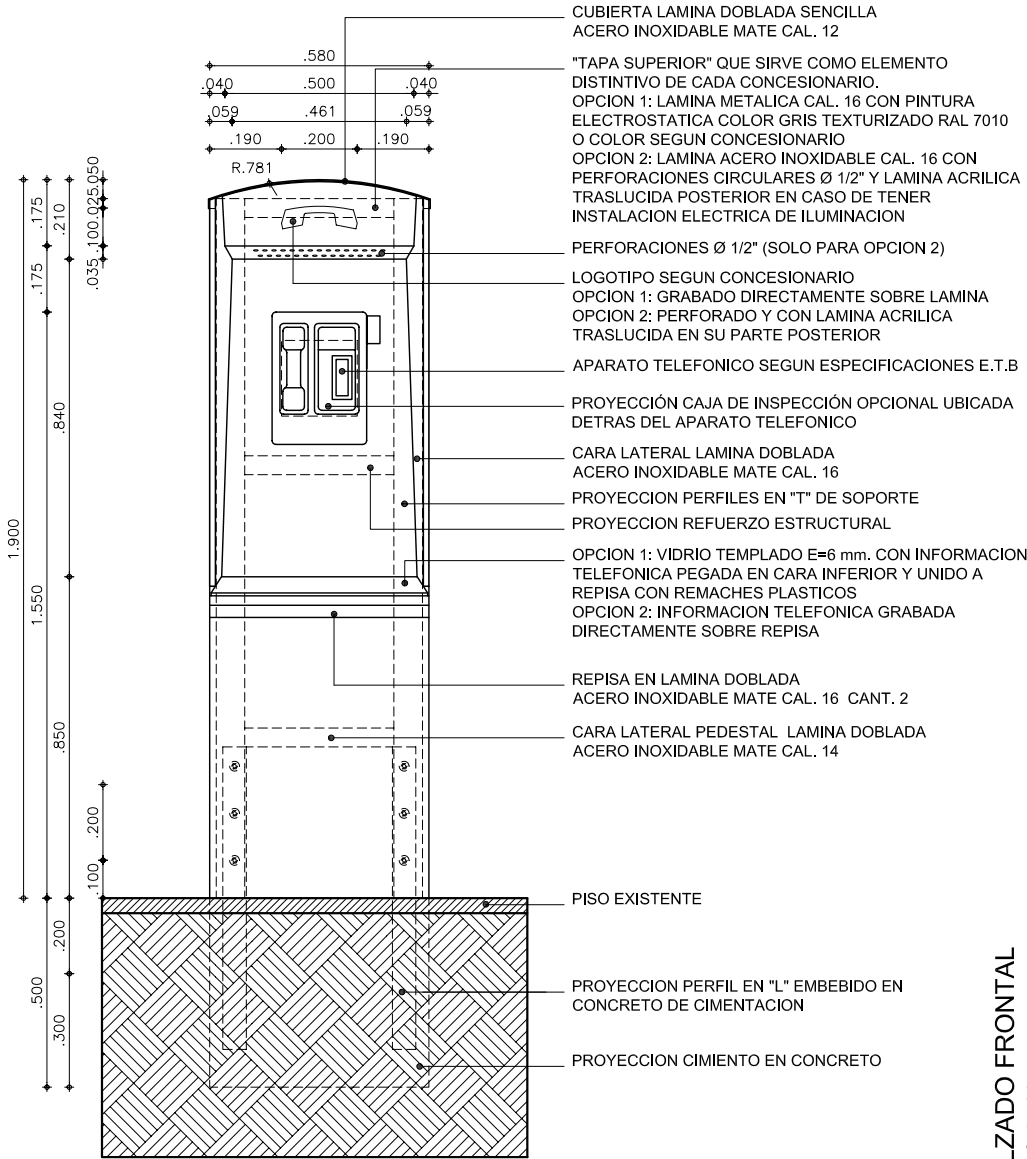 CUBIERTA LAMINA DOBLADA SENCILLA
ACERO INOXIDABLE MATE CAL. 12
"TAPA SUPERIOR" QUE SIRVE COMO ELEMENTO
DISTINTIVO DE CADA CONCESIONARIO.
OPCION 1: LAMINA METALICA CAL. 16 CON PINTURA
ELECTROSTATICA COLOR GRIS TEXTURIZADO RAL 7010
O COLOR SEGUN CONCESIONARIO
OPCION 2: LAMINA ACERO INOXIDABLE CAL. 16 CON
PERFORACIONES CIRCULARES Ø 1/2" Y LAMINA ACRILICA
TRASLUCIDA POSTERIOR EN CASO DE TENER
INSTALACION ELECTRICA DE ILUMINACION
PERFORACIONES Ø 1/2" (SOLO PARA OPCION 2)
LOGOTIPO SEGUN CONCESIONARIO
OPCION 1: GRABADO DIRECTAMENTE SOBRE LAMINA
OPCION 2: PERFORADO Y CON LAMINA ACRILICA
TRASLUCIDA EN SU PARTE POSTERIOR
APARATO TELEFONICO SEGUN ESPECIFICACIONES E.T.B
PROYECCIÓN CAJA DE INSPECCIÓN OPCIONAL UBICADA
DETRAS DEL APARATO TELEFONICO
CARA LATERAL LAMINA DOBLADA
ACERO INOXIDABLE MATE CAL. 16
PROYECCION PERFILES EN "T" DE SOPORTE
PROYECCION REFUERZO ESTRUCTURAL
OPCION 1: VIDRIO TEMPLADO E=6 mm. CON INFORMACION
TELEFONICA PEGADA EN CARA INFERIOR Y UNIDO A
REPISA CON REMACHES PLASTICOS
OPCION 2: INFORMACION TELEFONICA GRABADA
DIRECTAMENTE SOBRE REPISA
REPISA EN LAMINA DOBLADA
ACERO INOXIDABLE MATE CAL. 16 CANT. 2
CARA LATERAL PEDESTAL LAMINA DOBLADA
ACERO INOXIDABLE MATE CAL. 14
PISO EXISTENTE
PROYECCION PERFIL EN "L" EMBEBIDO EN
CONCRETO DE CIMENTACION
PROYECCION CIMIENTO EN CONCRETO
.580
.040 .500 .040
.059 .461 .059
.190 .200 .190
R.781
1.900
.175
.175
1.550
.500
.210
.840
.850
.200
.300
.050
.025
.100
.035
.200
.100
ZADO FRONTAL